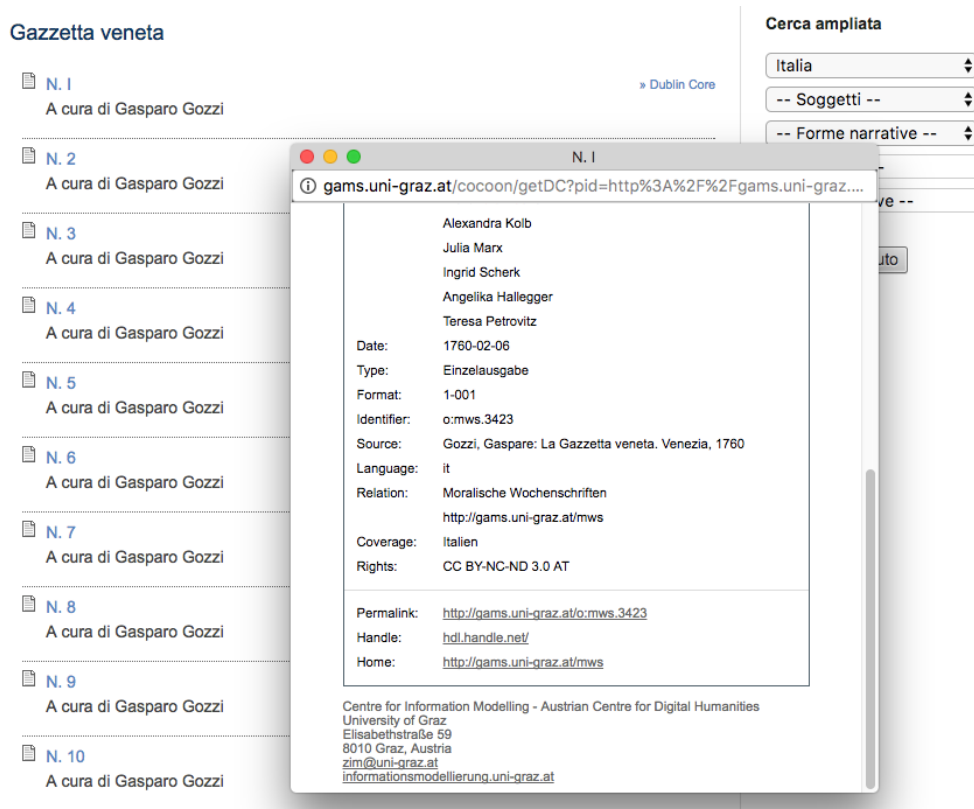 Gazzetta veneta
N. I
» Dublin Core
A cura di Gasparo Gozzi
N. 2
A cura di Gasparo Gozzi
N. 3
A cura di Gasparo Gozzi
N. 4
A cura di Gasparo Gozzi
N. 5
A cura di Gasparo Gozzi
N. 6
A cura di Gasparo Gozzi
N. 7
A cura di Gasparo Gozzi
N. 8
A cura di Gasparo Gozzi
N. 9
A cura di Gasparo Gozzi
N. 10
A cura di Gasparo Gozzi
Cerca ampliata
Italia
-- Soggetti --
-- Forme narrative --
N. I
gams.uni-graz.at/cocoon/getDC?pid=http%3A%2F%2Fgams.uni-graz....
Alexandra Kolb
Julia Marx
Ingrid Scherk
Angelika Hallegger
Teresa Petrovitz
Date: 1760-02-06
Type: Einzelausgabe
Format: 1-001
Identifier: o:mws.3423
Source: Gozzi, Gaspare: La Gazzetta veneta. Venezia, 1760
Language: it
Relation: Moralische Wochenschriften
http://gams.uni-graz.at/mws
Coverage: Italien
Rights: CC BY-NC-ND 3.0 AT
Permalink: http://gams.uni-graz.at/o:mws.3423
Handle: hdl.handle.net/
Home: http://gams.uni-graz.at/mws
Centre for Information Modelling - Austrian Centre for Digital Humanities
University of Graz
Elisabethstraße 59
8010 Graz, Austria
zim@uni-graz.at
informationsmodellierung.uni-graz.at